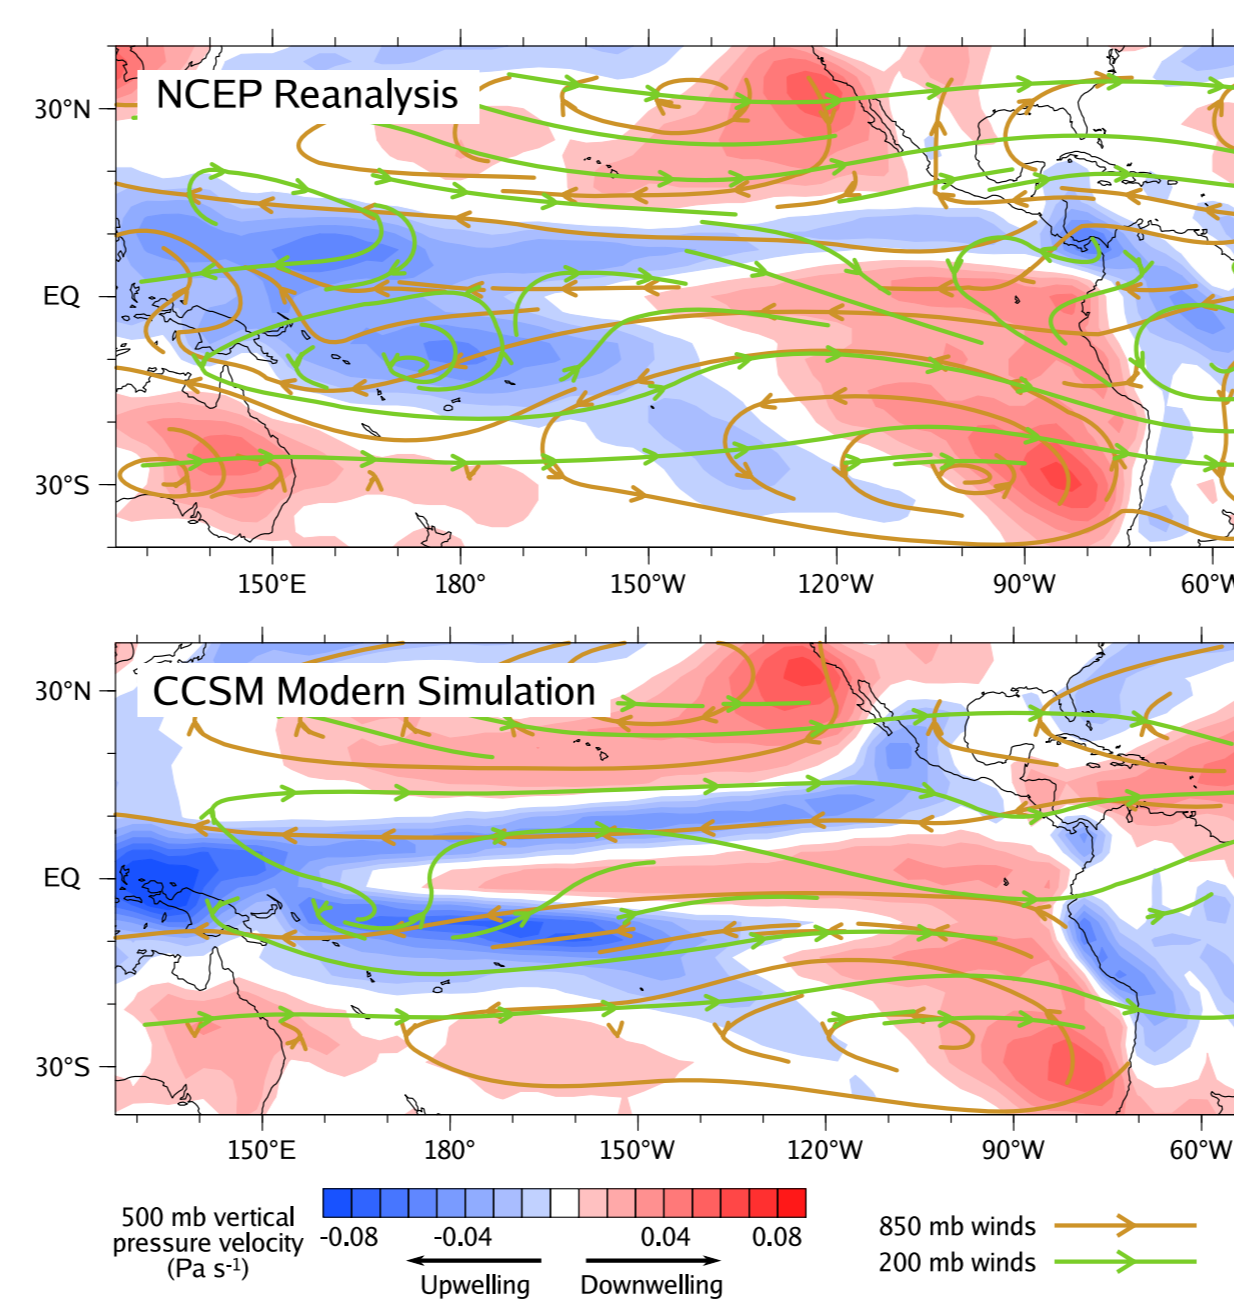 NCEP Reanalysis
30°N
EQ
30°S
150°E 180° 150°W 120°W 90°W 60°W
CCSM Modern Simulation
30°N
EQ
30°S
150°E 180° 150°W 120°W 90°W 60°W
500 mb vertical
pressure velocity
(Pa s-1)
-0.08 -0.04 0.04 0.08
Upwelling Downwelling
850 mb winds
200 mb winds